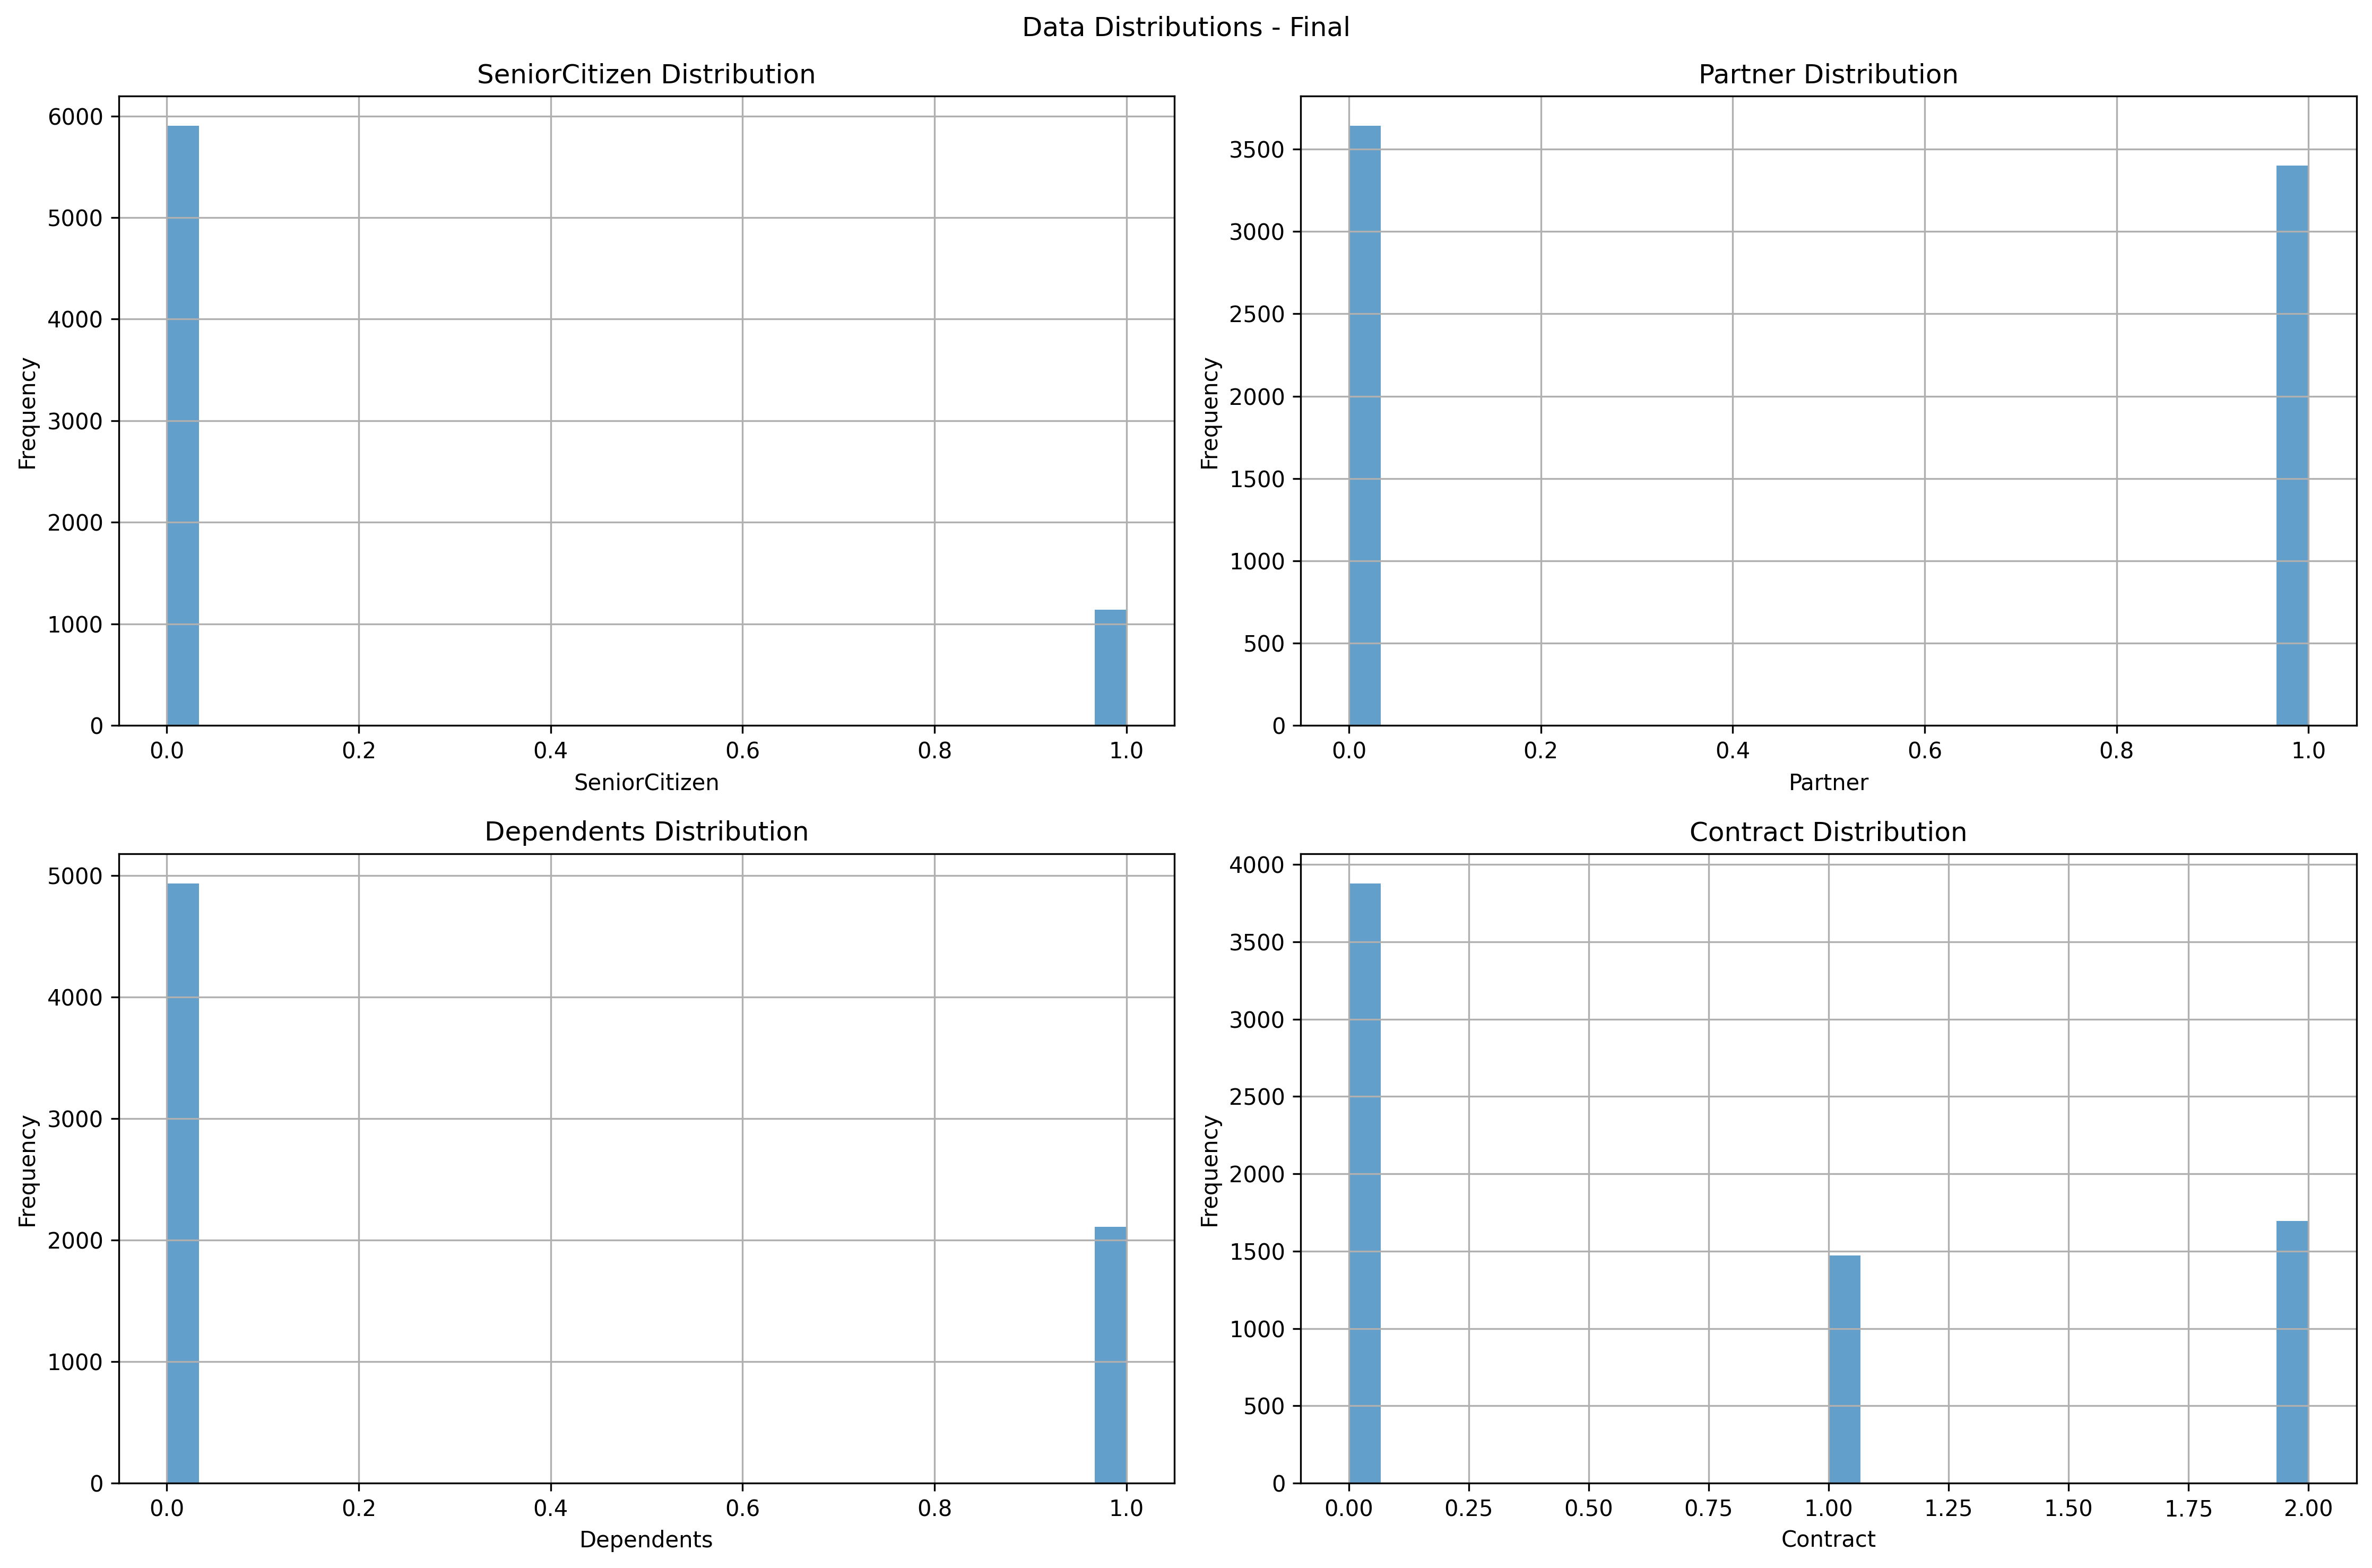 Data Distributions - Final
SeniorCitizen Distribution
Frequency
6000
5000
4000
3000
2000
1000
0
0.0 0.2 0.4 0.6 0.8 1.0
SeniorCitizen
Partner Distribution
Frequency
3500
3000
2500
2000
1500
1000
500
0
0.0 0.2 0.4 0.6 0.8 1.0
Partner
Dependents Distribution
Frequency
5000
4000
3000
2000
1000
0
0.0 0.2 0.4 0.6 0.8 1.0
Dependents
Contract Distribution
Frequency
4000
3500
3000
2500
2000
1500
1000
500
0
0.00 0.25 0.50 0.75 1.00 1.25 1.50 1.75 2.00
Contract